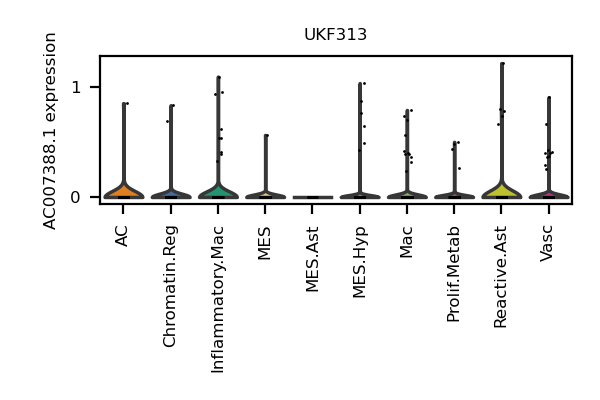 UKF313
AC007388.1 expression
1
0
AC
Chromatin.Reg
Inflammatory.Mac
MES
MES.Ast
MES.Hyp
Mac
Prolif.Metab
Reactive.Ast
Vasc